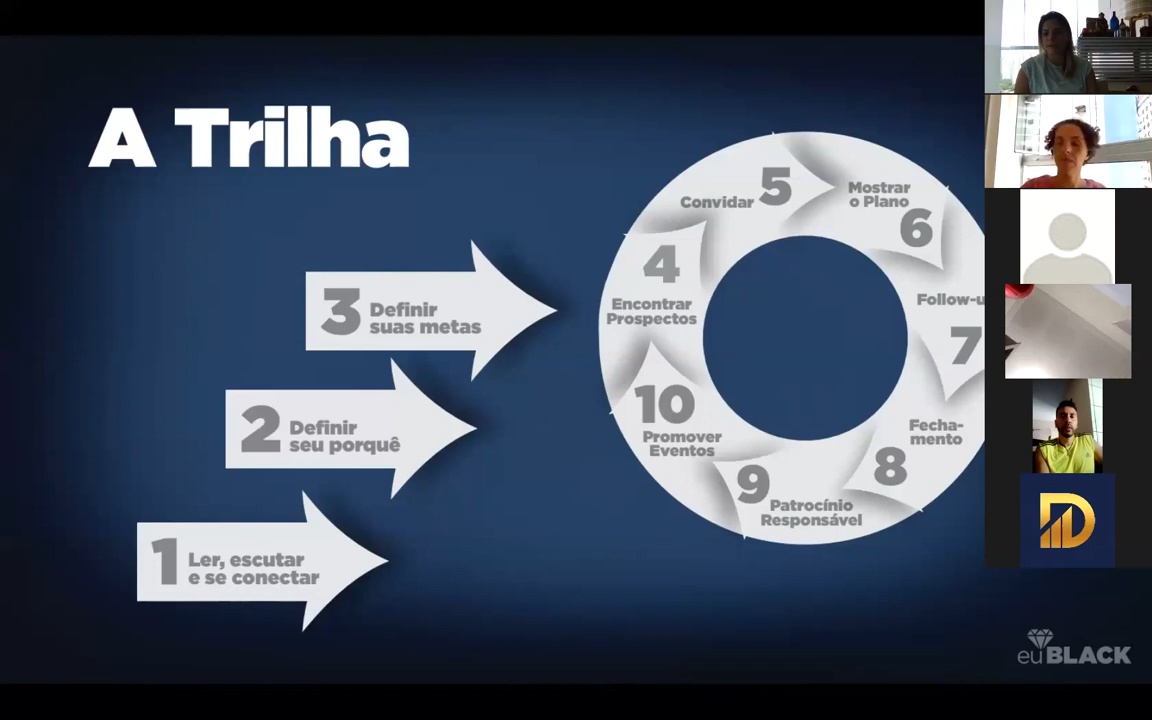 A Trilha
1
Ler, escutar
e se conectar
2
Definir
seu porquê
3
Definir
suas metas
4
Encontrar
Prospectos
5
Convidar
Mostrar
o Plano
6
Follow-u
7
Fecha-
mento
8
9
Patrocínio
Responsável
10
Promover
Eventos
D
euBLACK